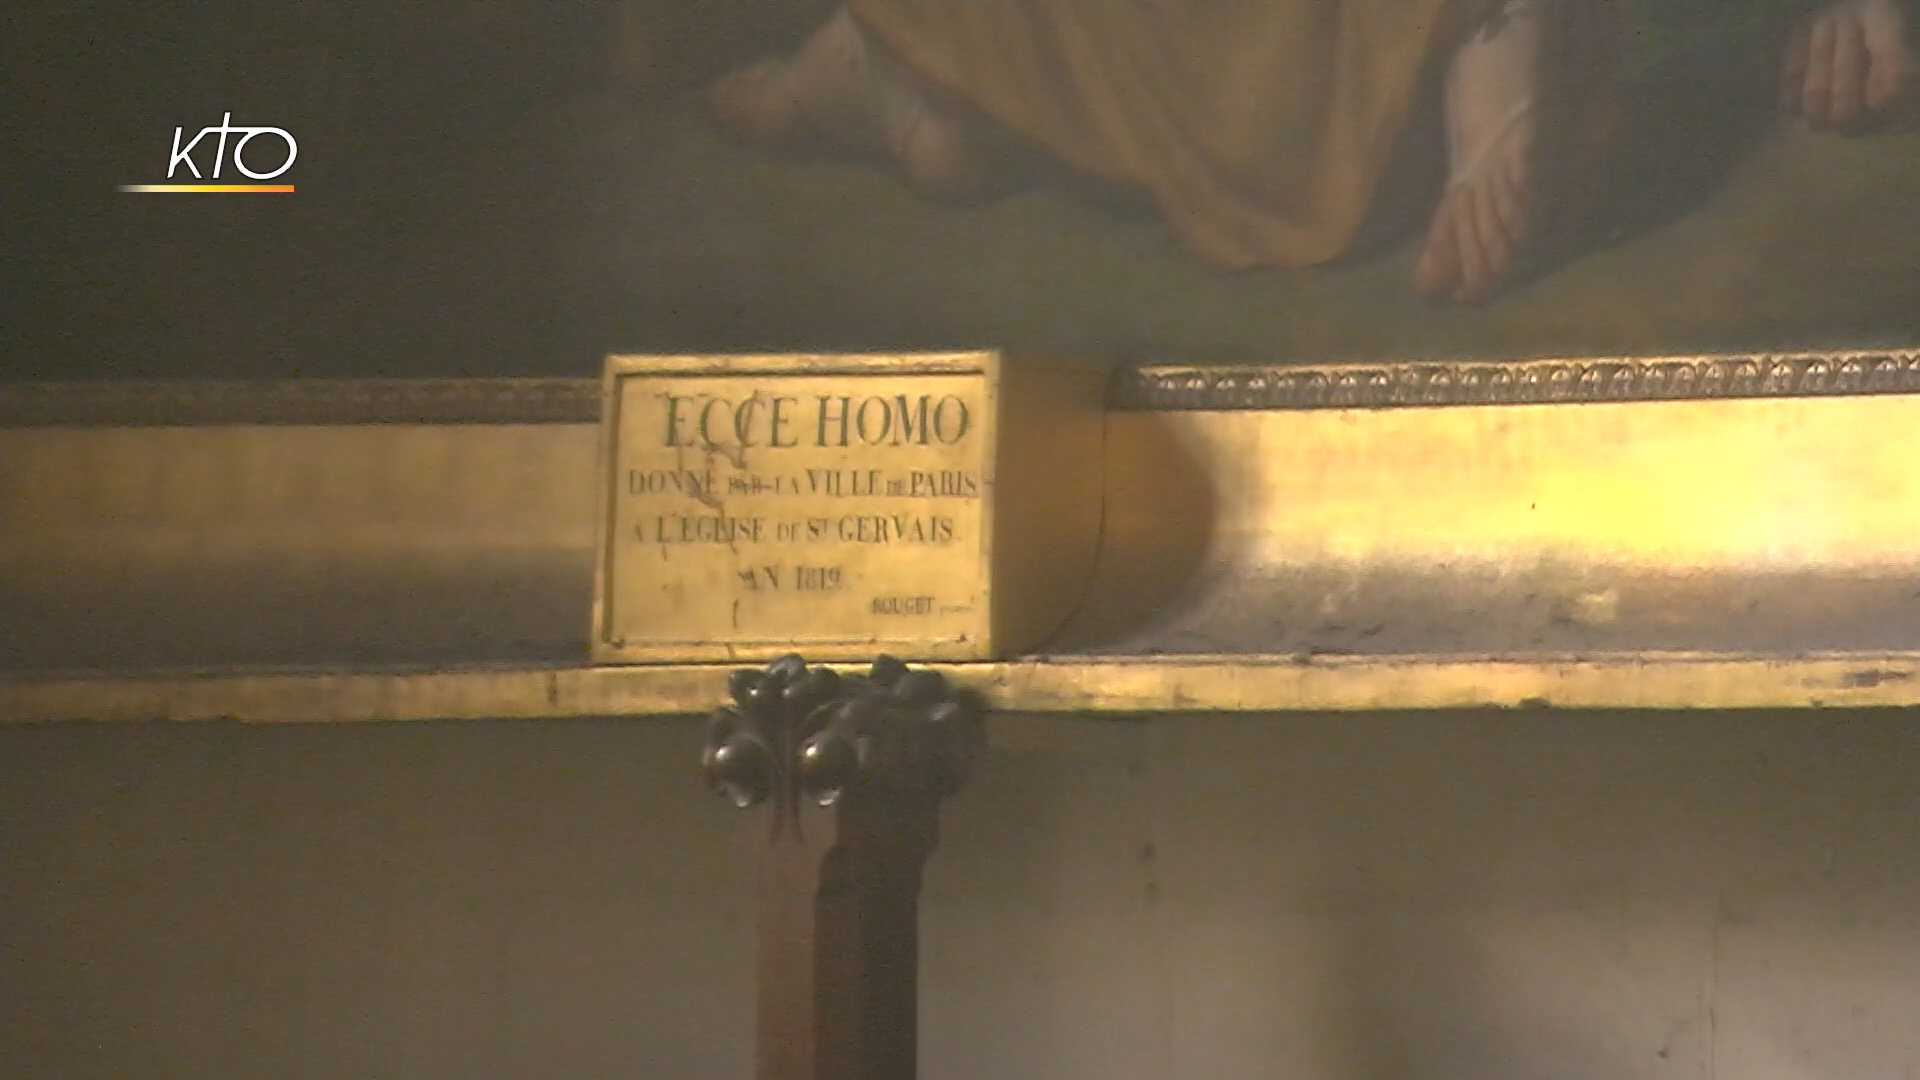 KTO
ECCE HOMO
DONNÉ PAR LA VILLE DE PARIS
A L'EGLISE DE ST GERVAIS.
AN 1819.
ROUGET